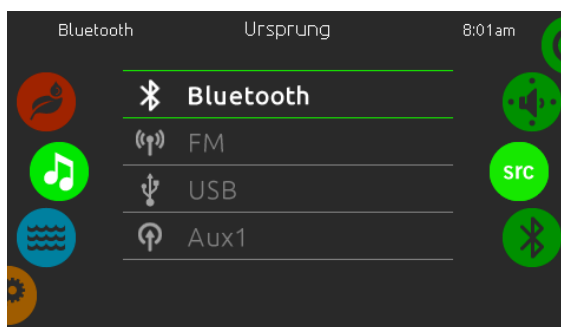 Bluetooth Ursprung 8:01am
Bluetooth
FM
USB
Aux1
src